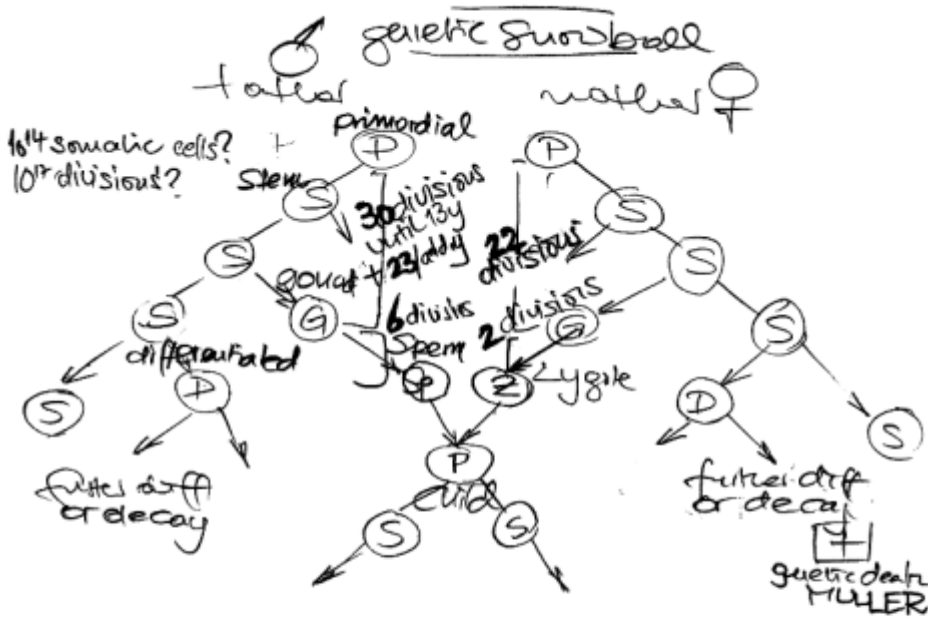 genetic Snowball
father
mother
primordial
10^14 somatic cells?
10^17 divisions?
P
P
Stem
S
S
30 divisions
until 13y
S
gonad + 23/
22
divisions
S
S
G
6 divisions
2 divisions
G
S
differentiated
Sperm
Sp
Z
Zygote
S
D
D
S
P
child
further diff
or decay
further diff
or decay
S
S
genetic death
MULLER